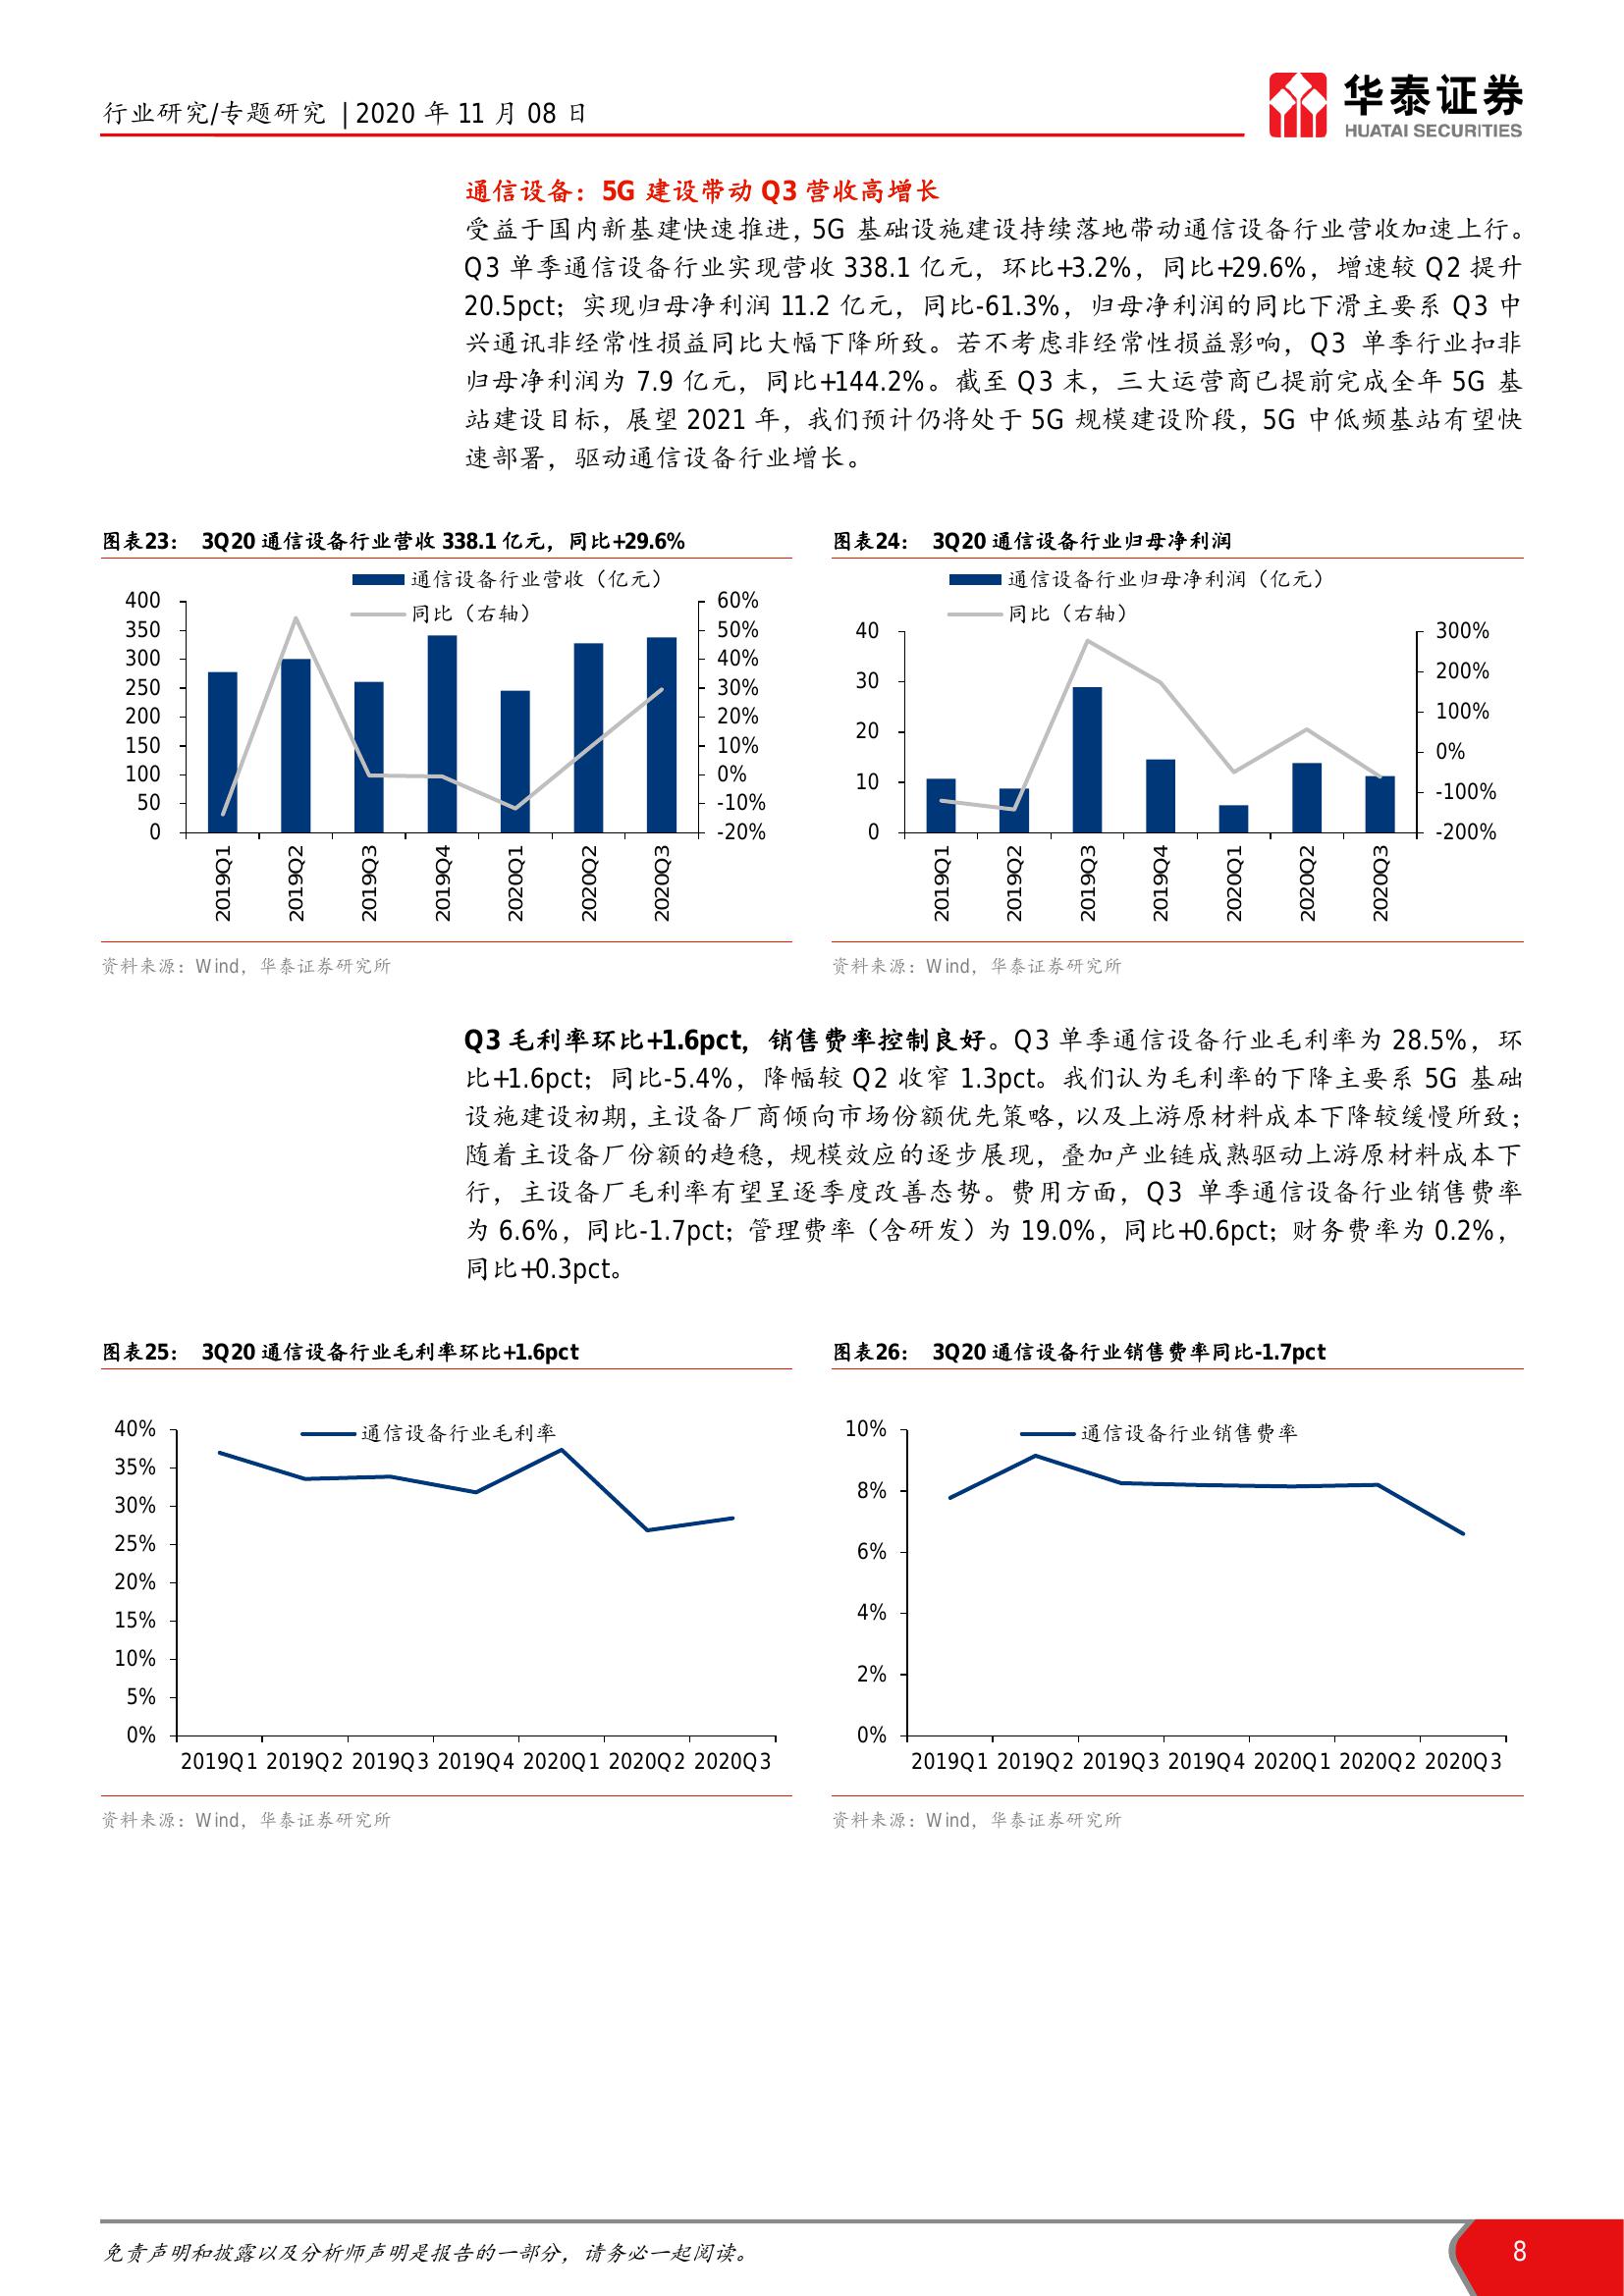 行业研究/专题研究 | 2020 年 11 月 08 日
华泰证券
HUATAI SECURITIES
通信设备：5G 建设带动 Q3 营收高增长
受益于国内新基建快速推进，5G 基础设施建设持续落地带动通信设备行业营收加速上行。
Q3 单季通信设备行业实现营收 338.1 亿元，环比+3.2%，同比+29.6%，增速较 Q2 提升
20.5pct；实现归母净利润 11.2 亿元，同比-61.3%，归母净利润的同比下滑主要系 Q3 中
兴通讯非经常性损益同比大幅下降所致。若不考虑非经常性损益影响，Q3 单季行业扣非
归母净利润为 7.9 亿元，同比+144.2%。截至 Q3 末，三大运营商已提前完成全年 5G 基
站建设目标，展望 2021 年，我们预计仍将处于 5G 规模建设阶段，5G 中低频基站有望快
速部署，驱动通信设备行业增长。
图表23： 3Q20 通信设备行业营收 338.1 亿元，同比+29.6%
通信设备行业营收（亿元）
同比（右轴）
400
350
300
250
200
150
100
50
0
60%
50%
40%
30%
20%
10%
0%
-10%
-20%
2019Q1
2019Q2
2019Q3
2019Q4
2020Q1
2020Q2
2020Q3
资料来源：Wind，华泰证券研究所
图表24： 3Q20 通信设备行业归母净利润
通信设备行业归母净利润（亿元）
同比（右轴）
40
30
20
10
0
300%
200%
100%
0%
-100%
-200%
2019Q1
2019Q2
2019Q3
2019Q4
2020Q1
2020Q2
2020Q3
资料来源：Wind，华泰证券研究所
Q3 毛利率环比+1.6pct，销售费率控制良好。Q3 单季通信设备行业毛利率为 28.5%，环
比+1.6pct；同比-5.4%，降幅较 Q2 收窄 1.3pct。我们认为毛利率的下降主要系 5G 基础
设施建设初期，主设备厂商倾向市场份额优先策略，以及上游原材料成本下降较缓慢所致；
随着主设备厂份额的趋稳，规模效应的逐步展现，叠加产业链成熟驱动上游原材料成本下
行，主设备厂毛利率有望呈逐季度改善态势。费用方面，Q3 单季通信设备行业销售费率
为 6.6%，同比-1.7pct；管理费率（含研发）为 19.0%，同比+0.6pct；财务费率为 0.2%，
同比+0.3pct。
图表25： 3Q20 通信设备行业毛利率环比+1.6pct
通信设备行业毛利率
40%
35%
30%
25%
20%
15%
10%
5%
0%
2019Q1 2019Q2 2019Q3 2019Q4 2020Q1 2020Q2 2020Q3
资料来源：Wind，华泰证券研究所
图表26： 3Q20 通信设备行业销售费率同比-1.7pct
通信设备行业销售费率
10%
8%
6%
4%
2%
0%
2019Q1 2019Q2 2019Q3 2019Q4 2020Q1 2020Q2 2020Q3
资料来源：Wind，华泰证券研究所
免责声明和披露以及分析师声明是报告的一部分，请务必一起阅读。
8